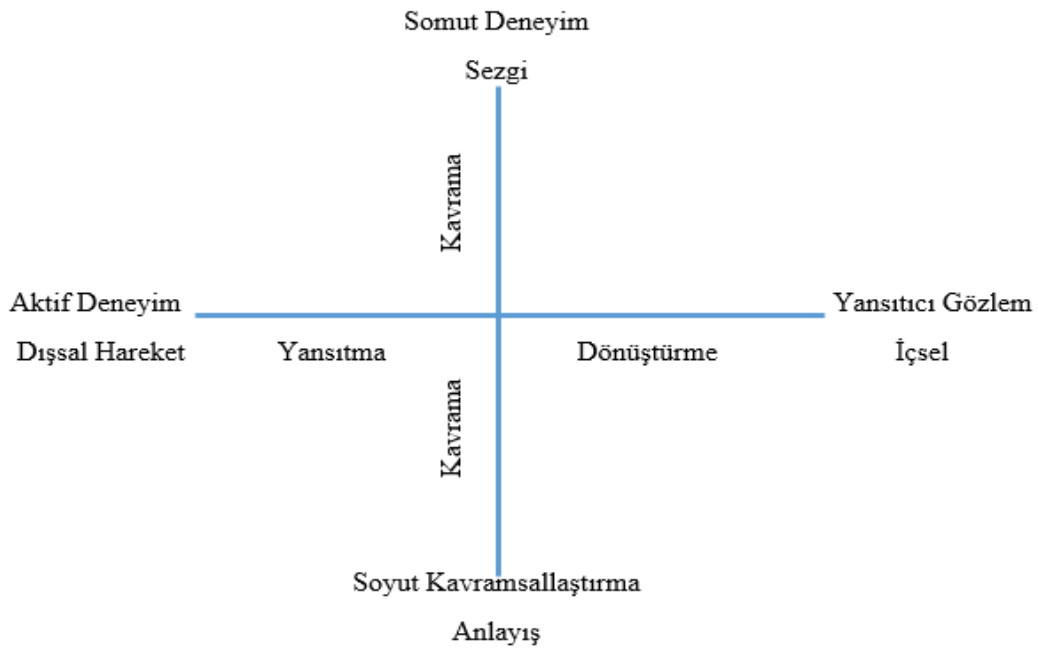 Somut Deneyim
Sezgi
Kavrama
Aktif Deneyim
Yansıtıcı Gözlem
Dışsal Hareket
Yansıtma
Dönüştürme
İçsel
Kavrama
Soyut Kavramsallaştırma
Anlayış